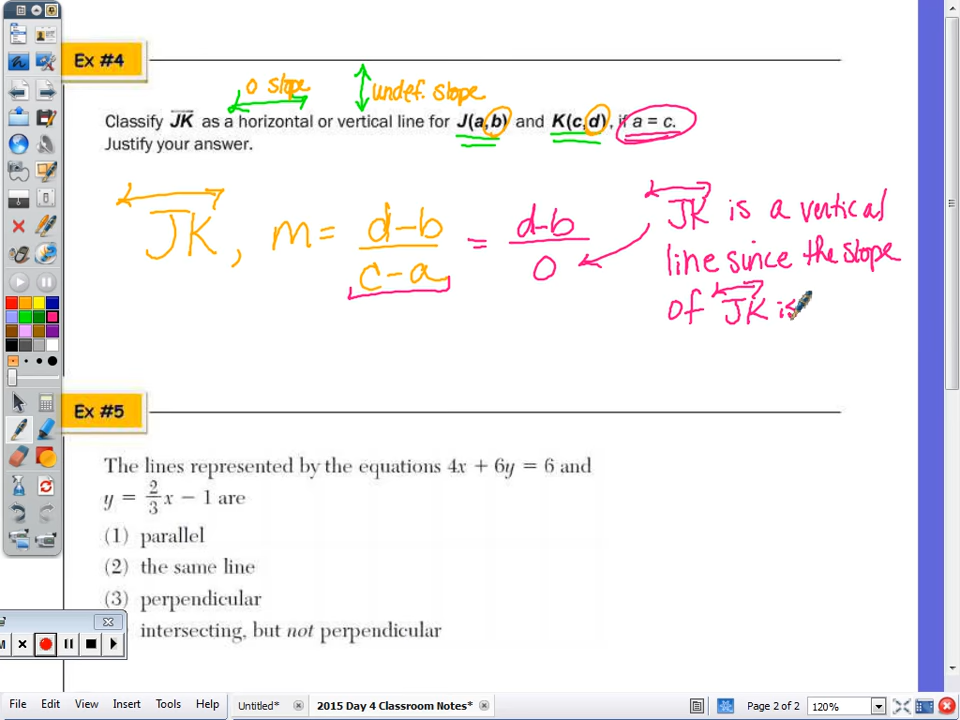 Ex #4
0 slope
undef. slope
Classify JK as a horizontal or vertical line for J(a,b) and K(c,d), if a = c.
Justify your answer.
JK, m = d-b / c-a = d-b / 0
JK is a vertical
line since the slope
of JK is
Ex #5
The lines represented by the equations 4x + 6y = 6 and
y = 2/3 x − 1 are
(1) parallel
(2) the same line
(3) perpendicular
intersecting, but not perpendicular
File Edit View Insert Tools Help Untitled* 2015 Day 4 Classroom Notes* Page 2 of 2 120%